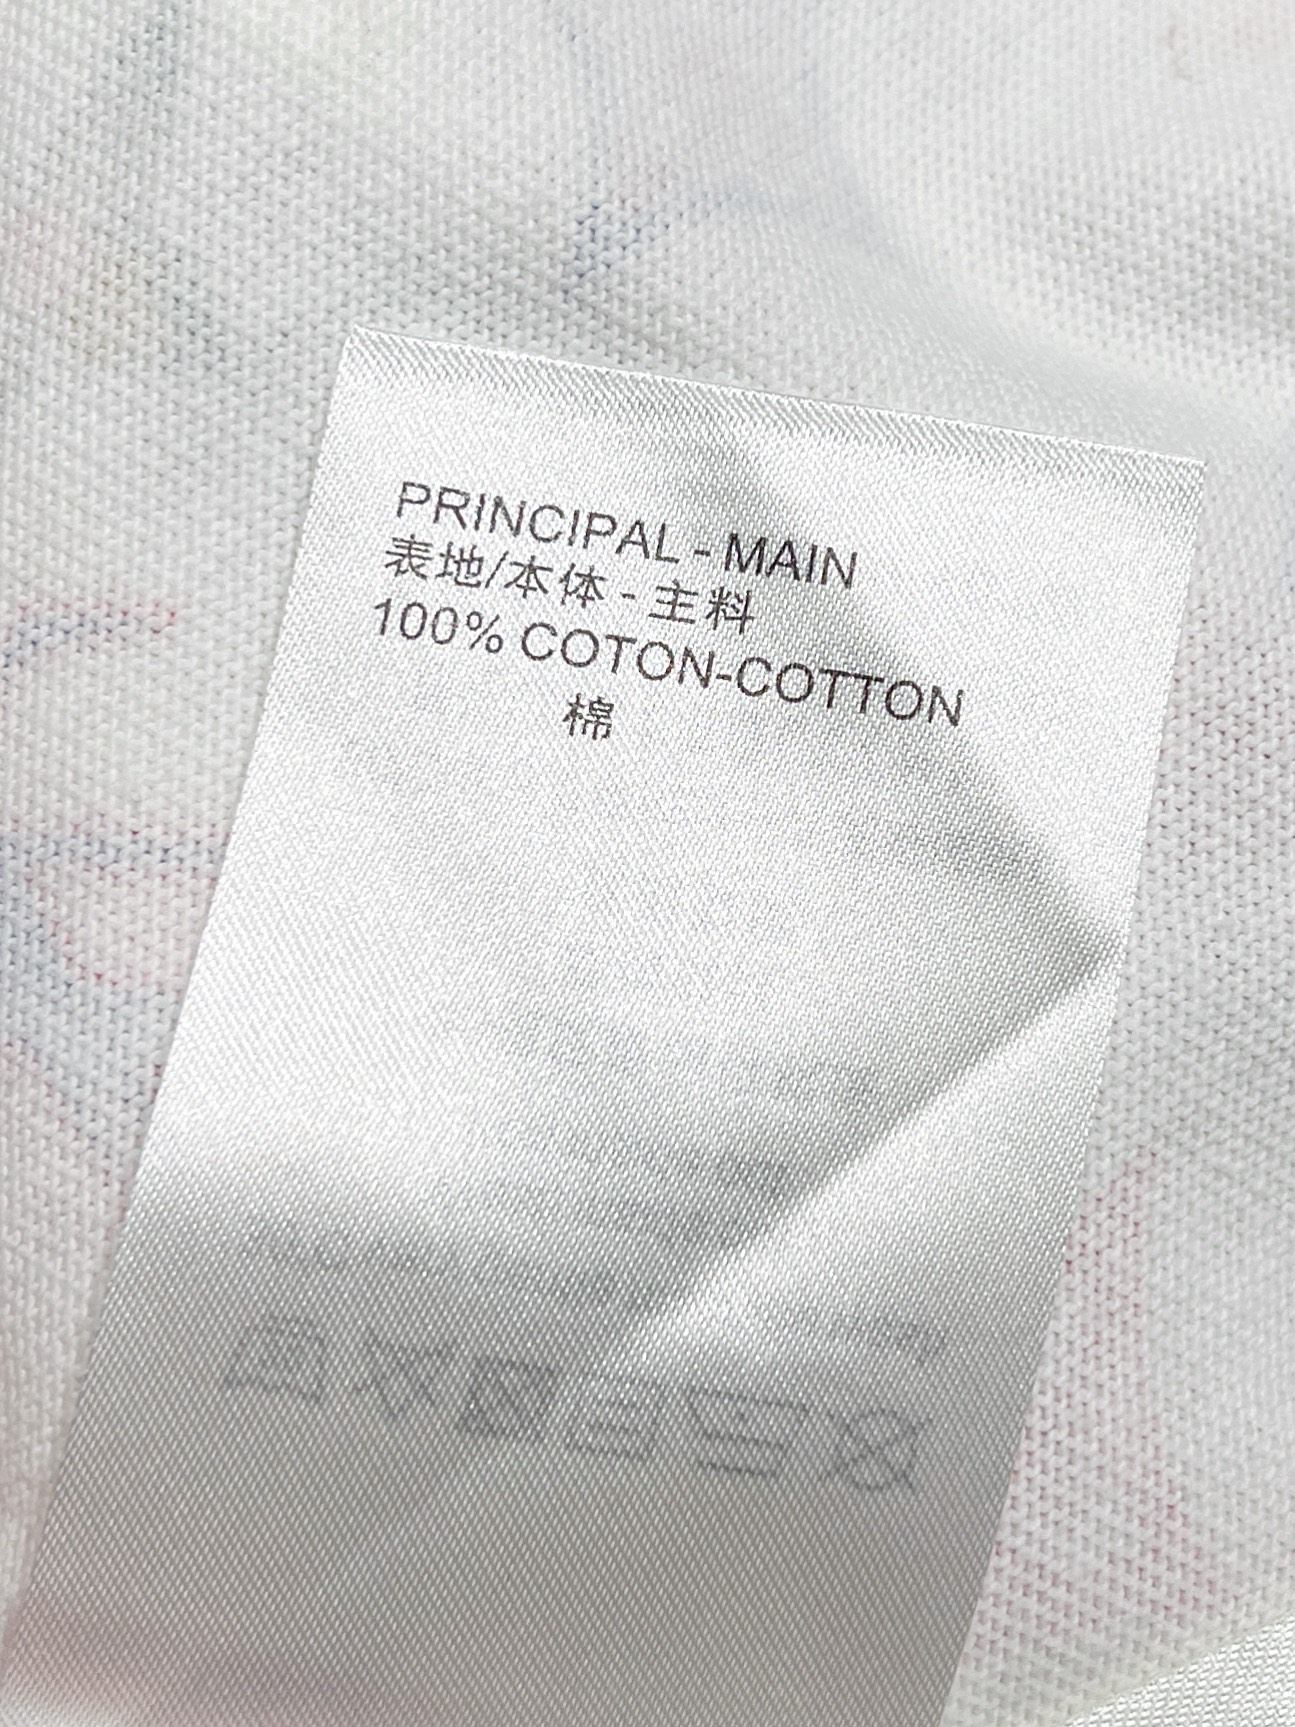 PRINCIPAL - MAIN
表地/本体 - 主料
100% COTON-COTTON
棉